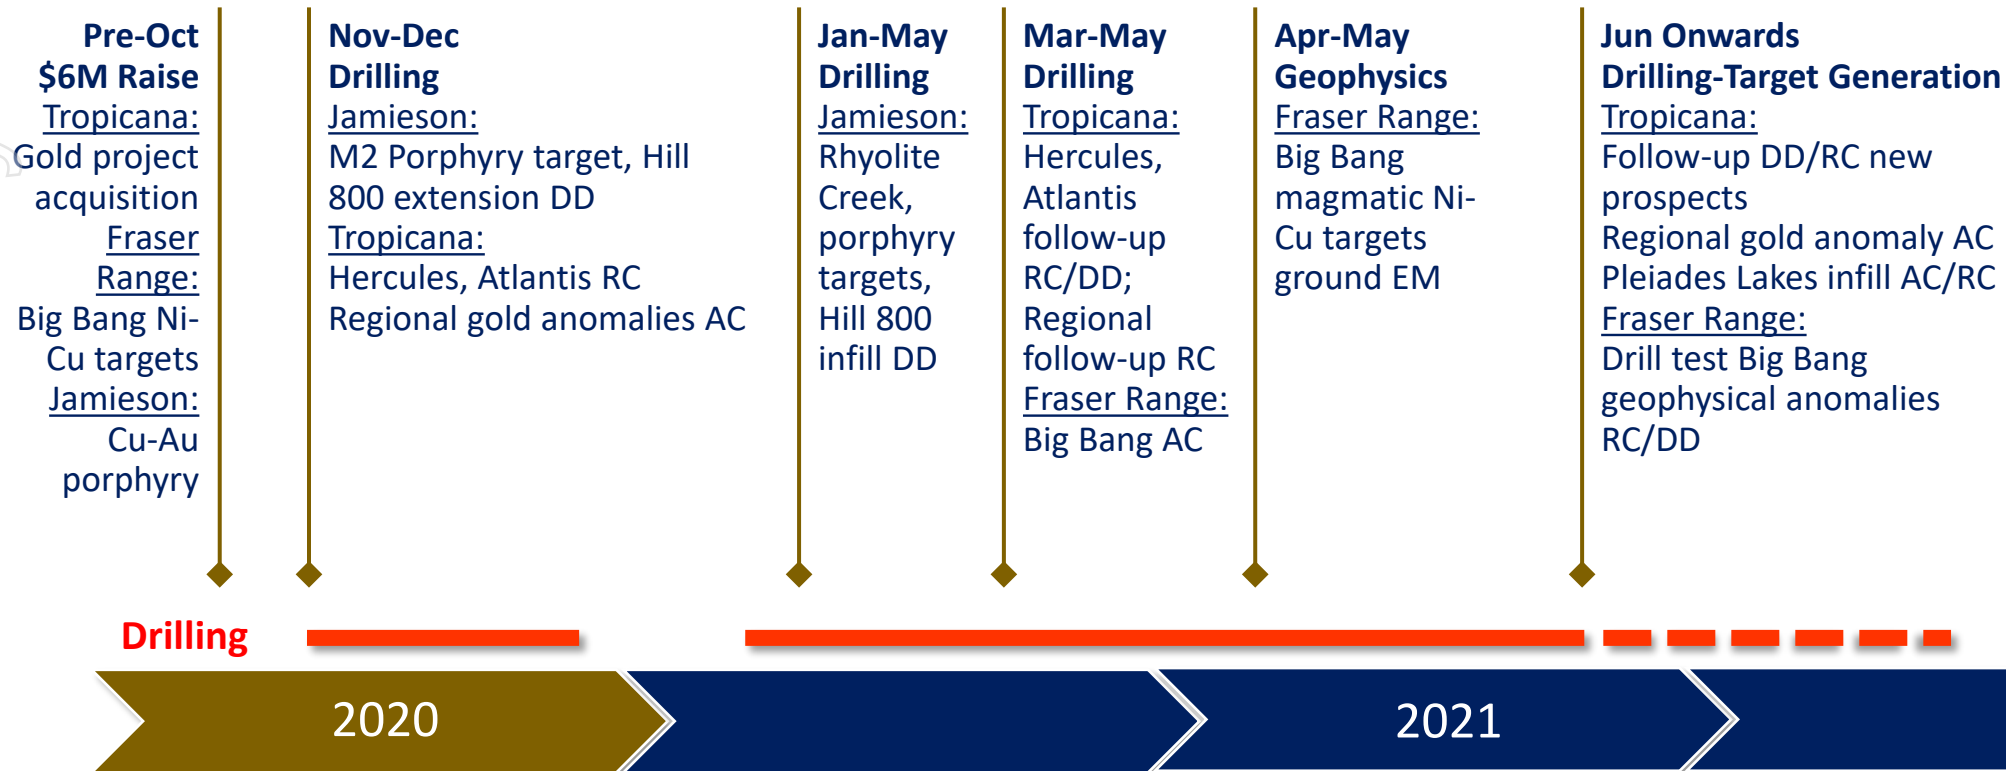 Pre-Oct
$6M Raise
Tropicana:
Gold project
acquisition
Fraser
Range:
Big Bang Ni-
Cu targets
Jamieson:
Cu-Au
porphyry
Nov-Dec
Drilling
Jamieson:
M2 Porphyry target, Hill
800 extension DD
Tropicana:
Hercules, Atlantis RC
Regional gold anomalies AC
Jan-May
Drilling
Jamieson:
Rhyolite
Creek,
porphyry
targets,
Hill 800
infill DD
Mar-May
Drilling
Tropicana:
Hercules,
Atlantis
follow-up
RC/DD;
Regional
follow-up RC
Fraser Range:
Big Bang AC
Apr-May
Geophysics
Fraser Range:
Big Bang
magmatic Ni-
Cu targets
ground EM
Jun Onwards
Drilling-Target Generation
Tropicana:
Follow-up DD/RC new
prospects
Regional gold anomaly AC
Pleiades Lakes infill AC/RC
Fraser Range:
Drill test Big Bang
geophysical anomalies
RC/DD
Drilling
2020
2021